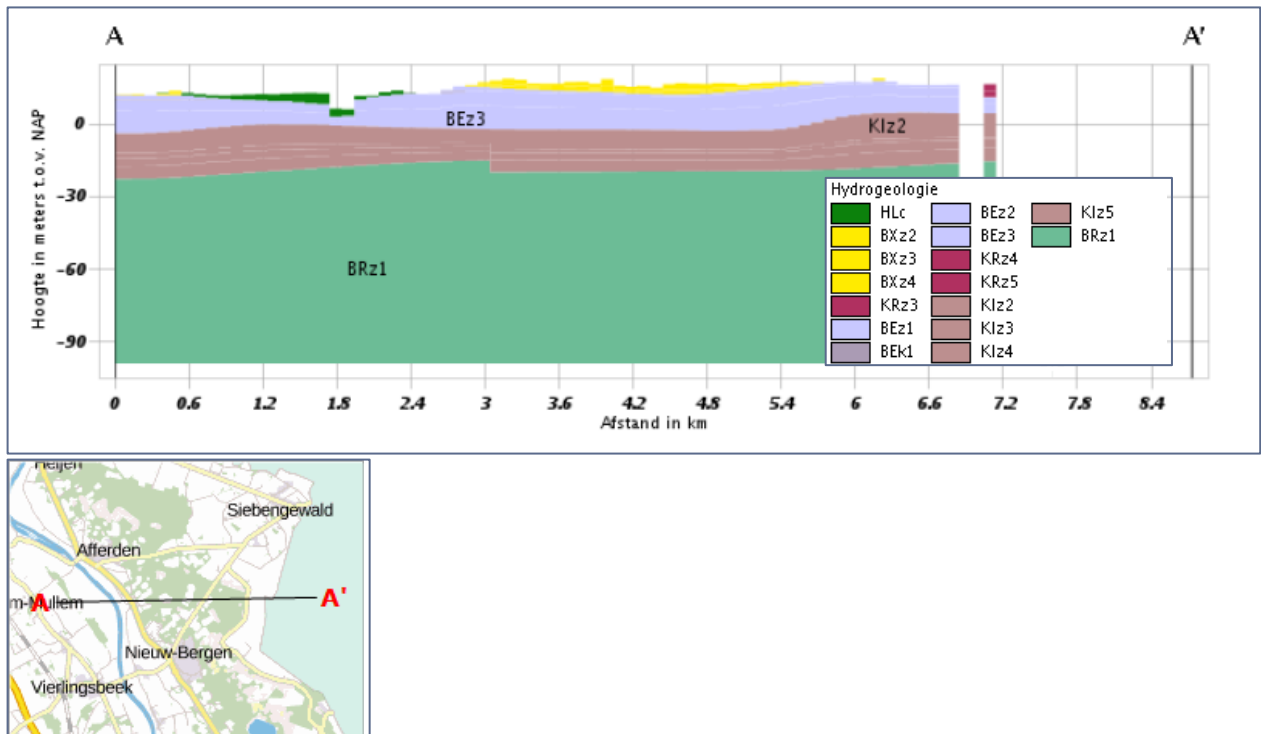 A A'
Hoogte in meters t.o.v. NAP
0
-30
-60
-90
BEz3
KIz2
BRz1
Hydrogeologie
HLc BEz2 KIz5
BXz2 BEz3 BRz1
BXz3 KRz4
BXz4 KRz5
KRz3 KIz2
BEz1 KIz3
BEk1 KIz4
0 0.6 1.2 1.8 2.4 3 3.6 4.2 4.8 5.4 6 6.6 7.2 7.8 8.4
Afstand in km
Heijen
Siebengewald
Afferden
A A'
m-Mullem
Nieuw-Bergen
Vierlingsbeek